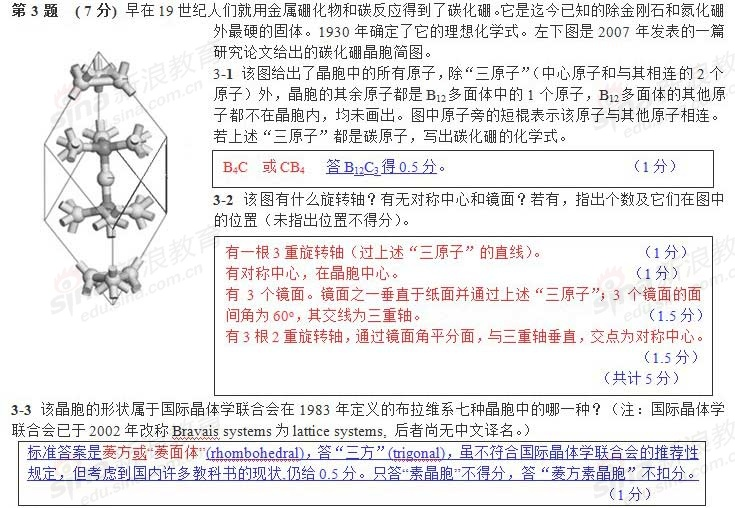 第 3 题 （7 分）早在 19 世纪人们就用金属硼化物和碳反应得到了碳化硼。它是迄今已知的除金刚石和氮化硼
外最硬的固体。1930 年确定了它的理想化学式。左下图是 2007 年发表的一篇
研究论文给出的碳化硼晶胞简图。
3-1 该图给出了晶胞中的所有原子，除“三原子”（中心原子和与其相连的 2 个
原子）外，晶胞的其余原子都是 B12 多面体中的 1 个原子，B12 多面体的其他原
子都不在晶胞内，均未画出。图中原子旁的短棍表示该原子与其他原子相连。
若上述“三原子”都是碳原子，写出碳化硼的化学式。
B4C 或 CB4 答 B12C3 得 0.5 分。 （1 分）
3-2 该图有什么旋转轴？有无对称中心和镜面？若有，指出个数及它们在图中
的位置（未指出位置不得分）。
有一根 3 重旋转轴（过上述“三原子”的直线）。 （1 分）
有对称中心，在晶胞中心。 （1 分）
有 3 个镜面。镜面之一垂直于纸面并通过上述“三原子”；3 个镜面的面
间角为 60°，其交线为三重轴。 （1.5 分）
有 3 根 2 重旋转轴，通过镜面角平分面，与三重轴垂直，交点为对称中心。
（1.5 分）
（共计 5 分）
3-3 该晶胞的形状属于国际晶体学联合会在 1983 年定义的布拉维系七种晶胞中的哪一种？（注：国际晶体学
联合会已于 2002 年改称 Bravais systems 为 lattice systems, 后者尚无中文译名。）
标准答案是菱方或“菱面体”(rhombohedral)，答“三方”(trigonal)，虽不符合国际晶体学联合会的推荐性
规定，但考虑到国内许多教科书的现状,仍给 0.5 分。只答“素晶胞”不得分，答“菱方素晶胞”不扣分。
（1 分）
新浪教育
sina
edu.sina.com.cn